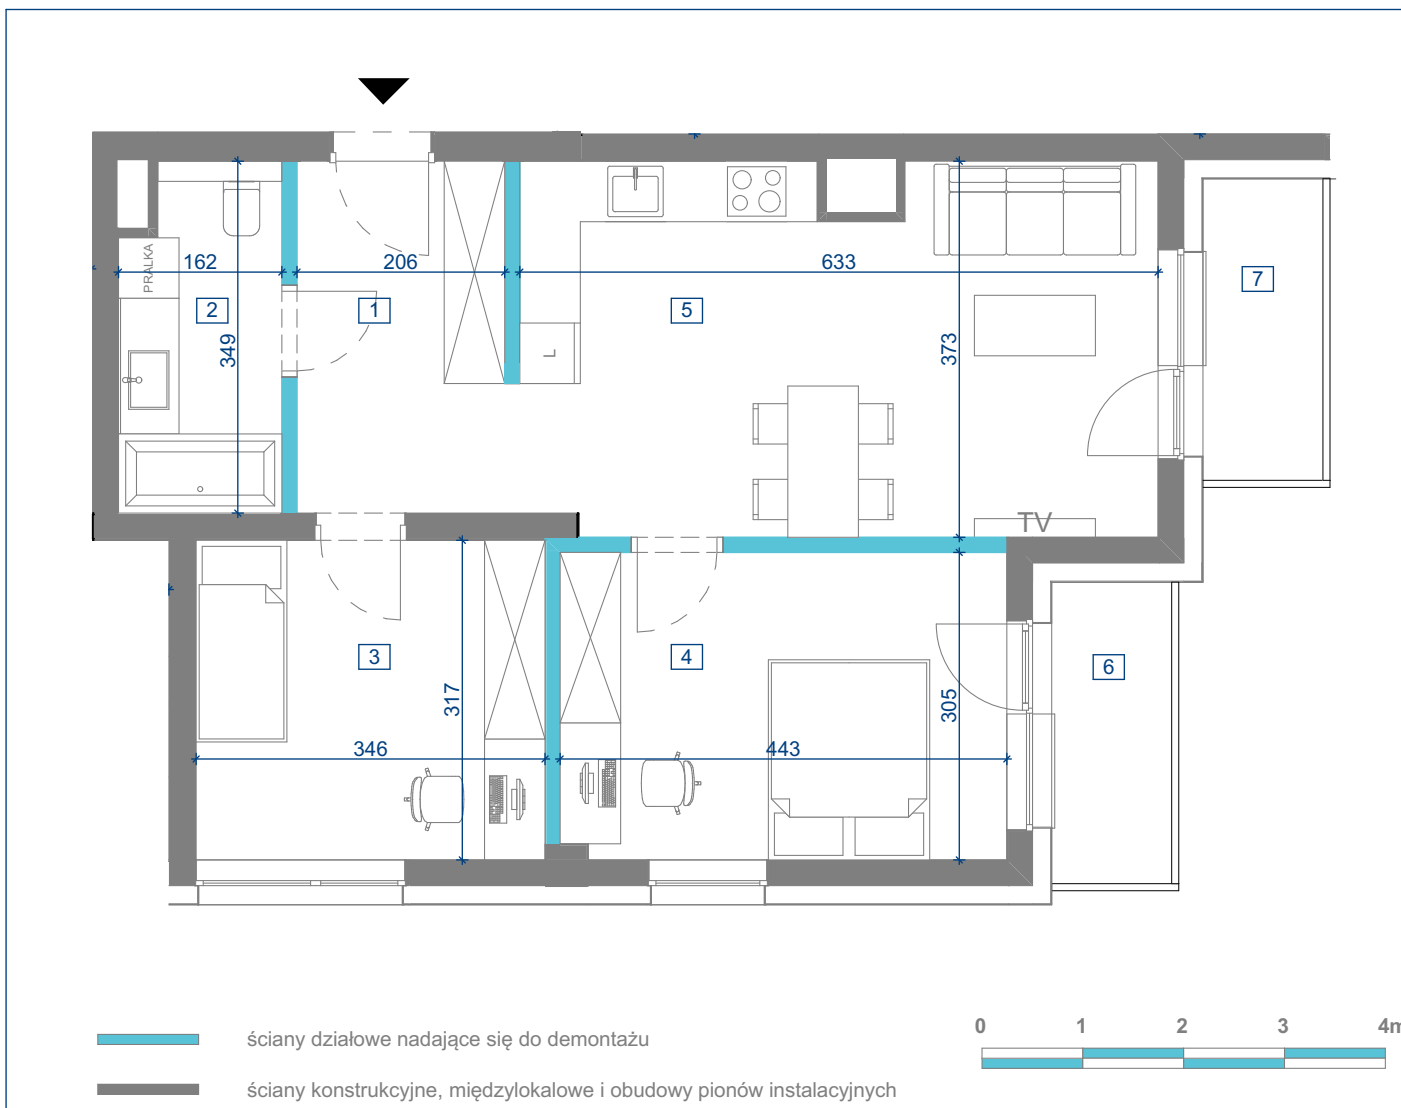 PRALKA
162
206
633
2
1
5
7
349
373
L
TV
3
4
6
317
305
346
443
0 1 2 3 4m
ściany działowe nadające się do demontażu
ściany konstrukcyjne, międzylokalowe i obudowy pionów instalacyjnych